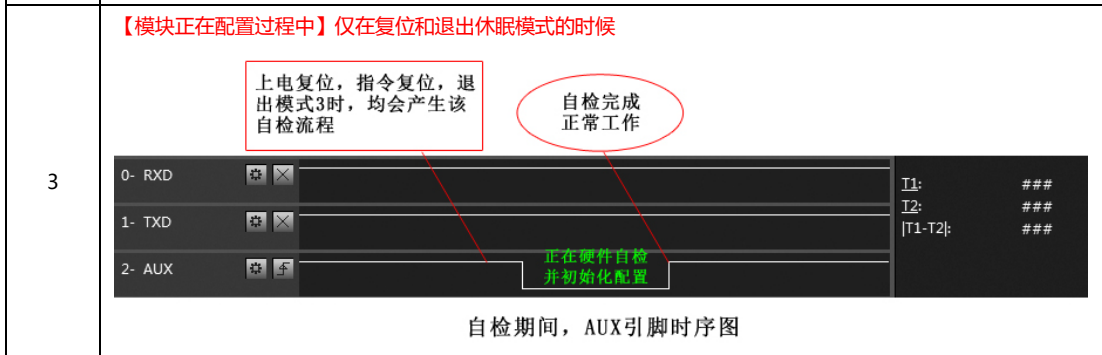 【模块正在配置过程中】仅在复位和退出休眠模式的时候
上电复位，指令复位，退
出模式3时，均会产生该
自检流程
自检完成
正常工作
3
0- RXD
1- TXD
2- AUX
正在硬件自检
并初始化配置
T1: ###
T2: ###
|T1-T2|: ###
自检期间，AUX引脚时序图